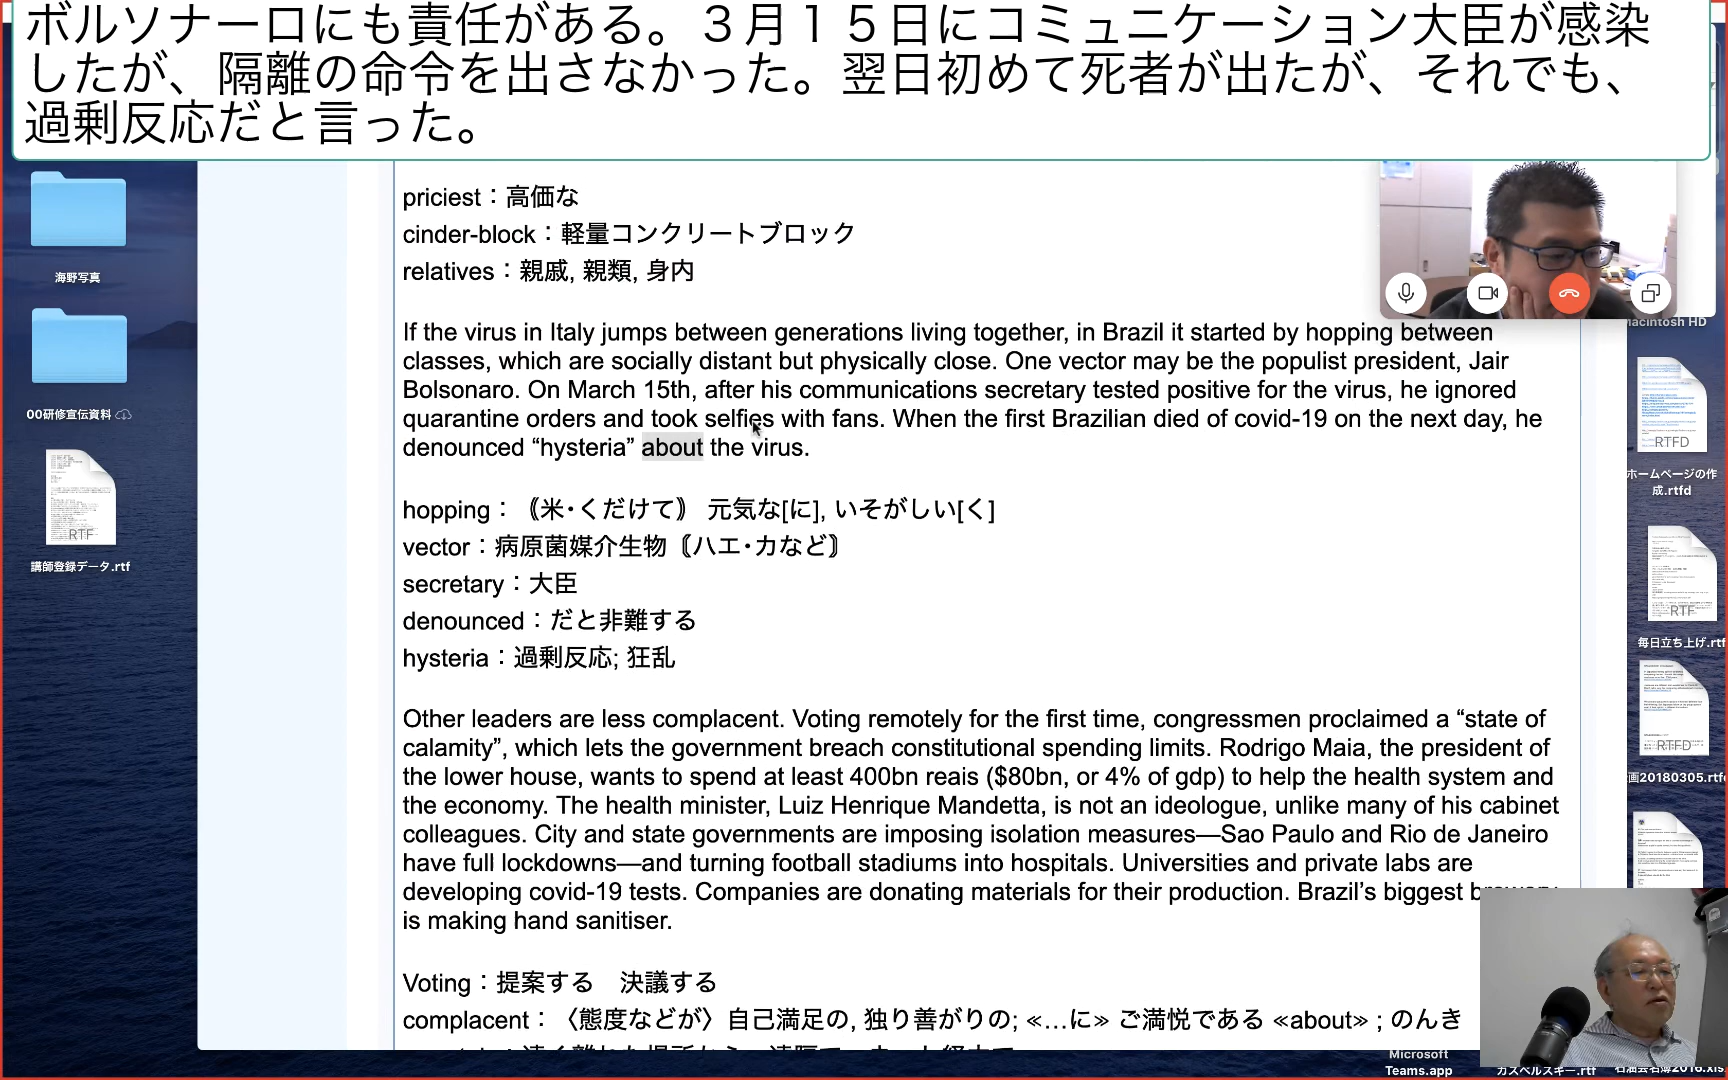 ボルソナーロにも責任がある。３月１５日にコミュニケーション大臣が感染
したが、隔離の命令を出さなかった。翌日初めて死者が出たが、それでも、
過剰反応だと言った。
priciest：高価な
cinder-block：軽量コンクリートブロック
relatives：親戚, 親類, 身内
If the virus in Italy jumps between generations living together, in Brazil it started by hopping between
classes, which are socially distant but physically close. One vector may be the populist president, Jair
Bolsonaro. On March 15th, after his communications secretary tested positive for the virus, he ignored
quarantine orders and took selfies with fans. When the first Brazilian died of covid-19 on the next day, he
denounced “hysteria” about the virus.
hopping：｟米･くだけて｠ 元気な[に], いそがしい[く]
vector：病原菌媒介生物〘ハエ･カなど〙
secretary：大臣
denounced：だと非難する
hysteria：過剰反応; 狂乱
Other leaders are less complacent. Voting remotely for the first time, congressmen proclaimed a “state of
calamity”, which lets the government breach constitutional spending limits. Rodrigo Maia, the president of
the lower house, wants to spend at least 400bn reais ($80bn, or 4% of gdp) to help the health system and
the economy. The health minister, Luiz Henrique Mandetta, is not an ideologue, unlike many of his cabinet
colleagues. City and state governments are imposing isolation measures—Sao Paulo and Rio de Janeiro
have full lockdowns—and turning football stadiums into hospitals. Universities and private labs are
developing covid-19 tests. Companies are donating materials for their production. Brazil’s biggest
is making hand sanitiser.
Voting：提案する　決議する
complacent：〈態度などが〉自己満足の, 独り善がりの; «…に» ご満悦である «about» ; のんき
海野写真
00研修宣伝資料
RTF
講師登録データ.rtf
Macintosh HD
RTFD
ホームページの作
成.rtfd
RTF
毎日立ち上げ.rtf
RTFD
画20180305.rtf
Microsoft
Teams.app
カスペルスキー.rtf